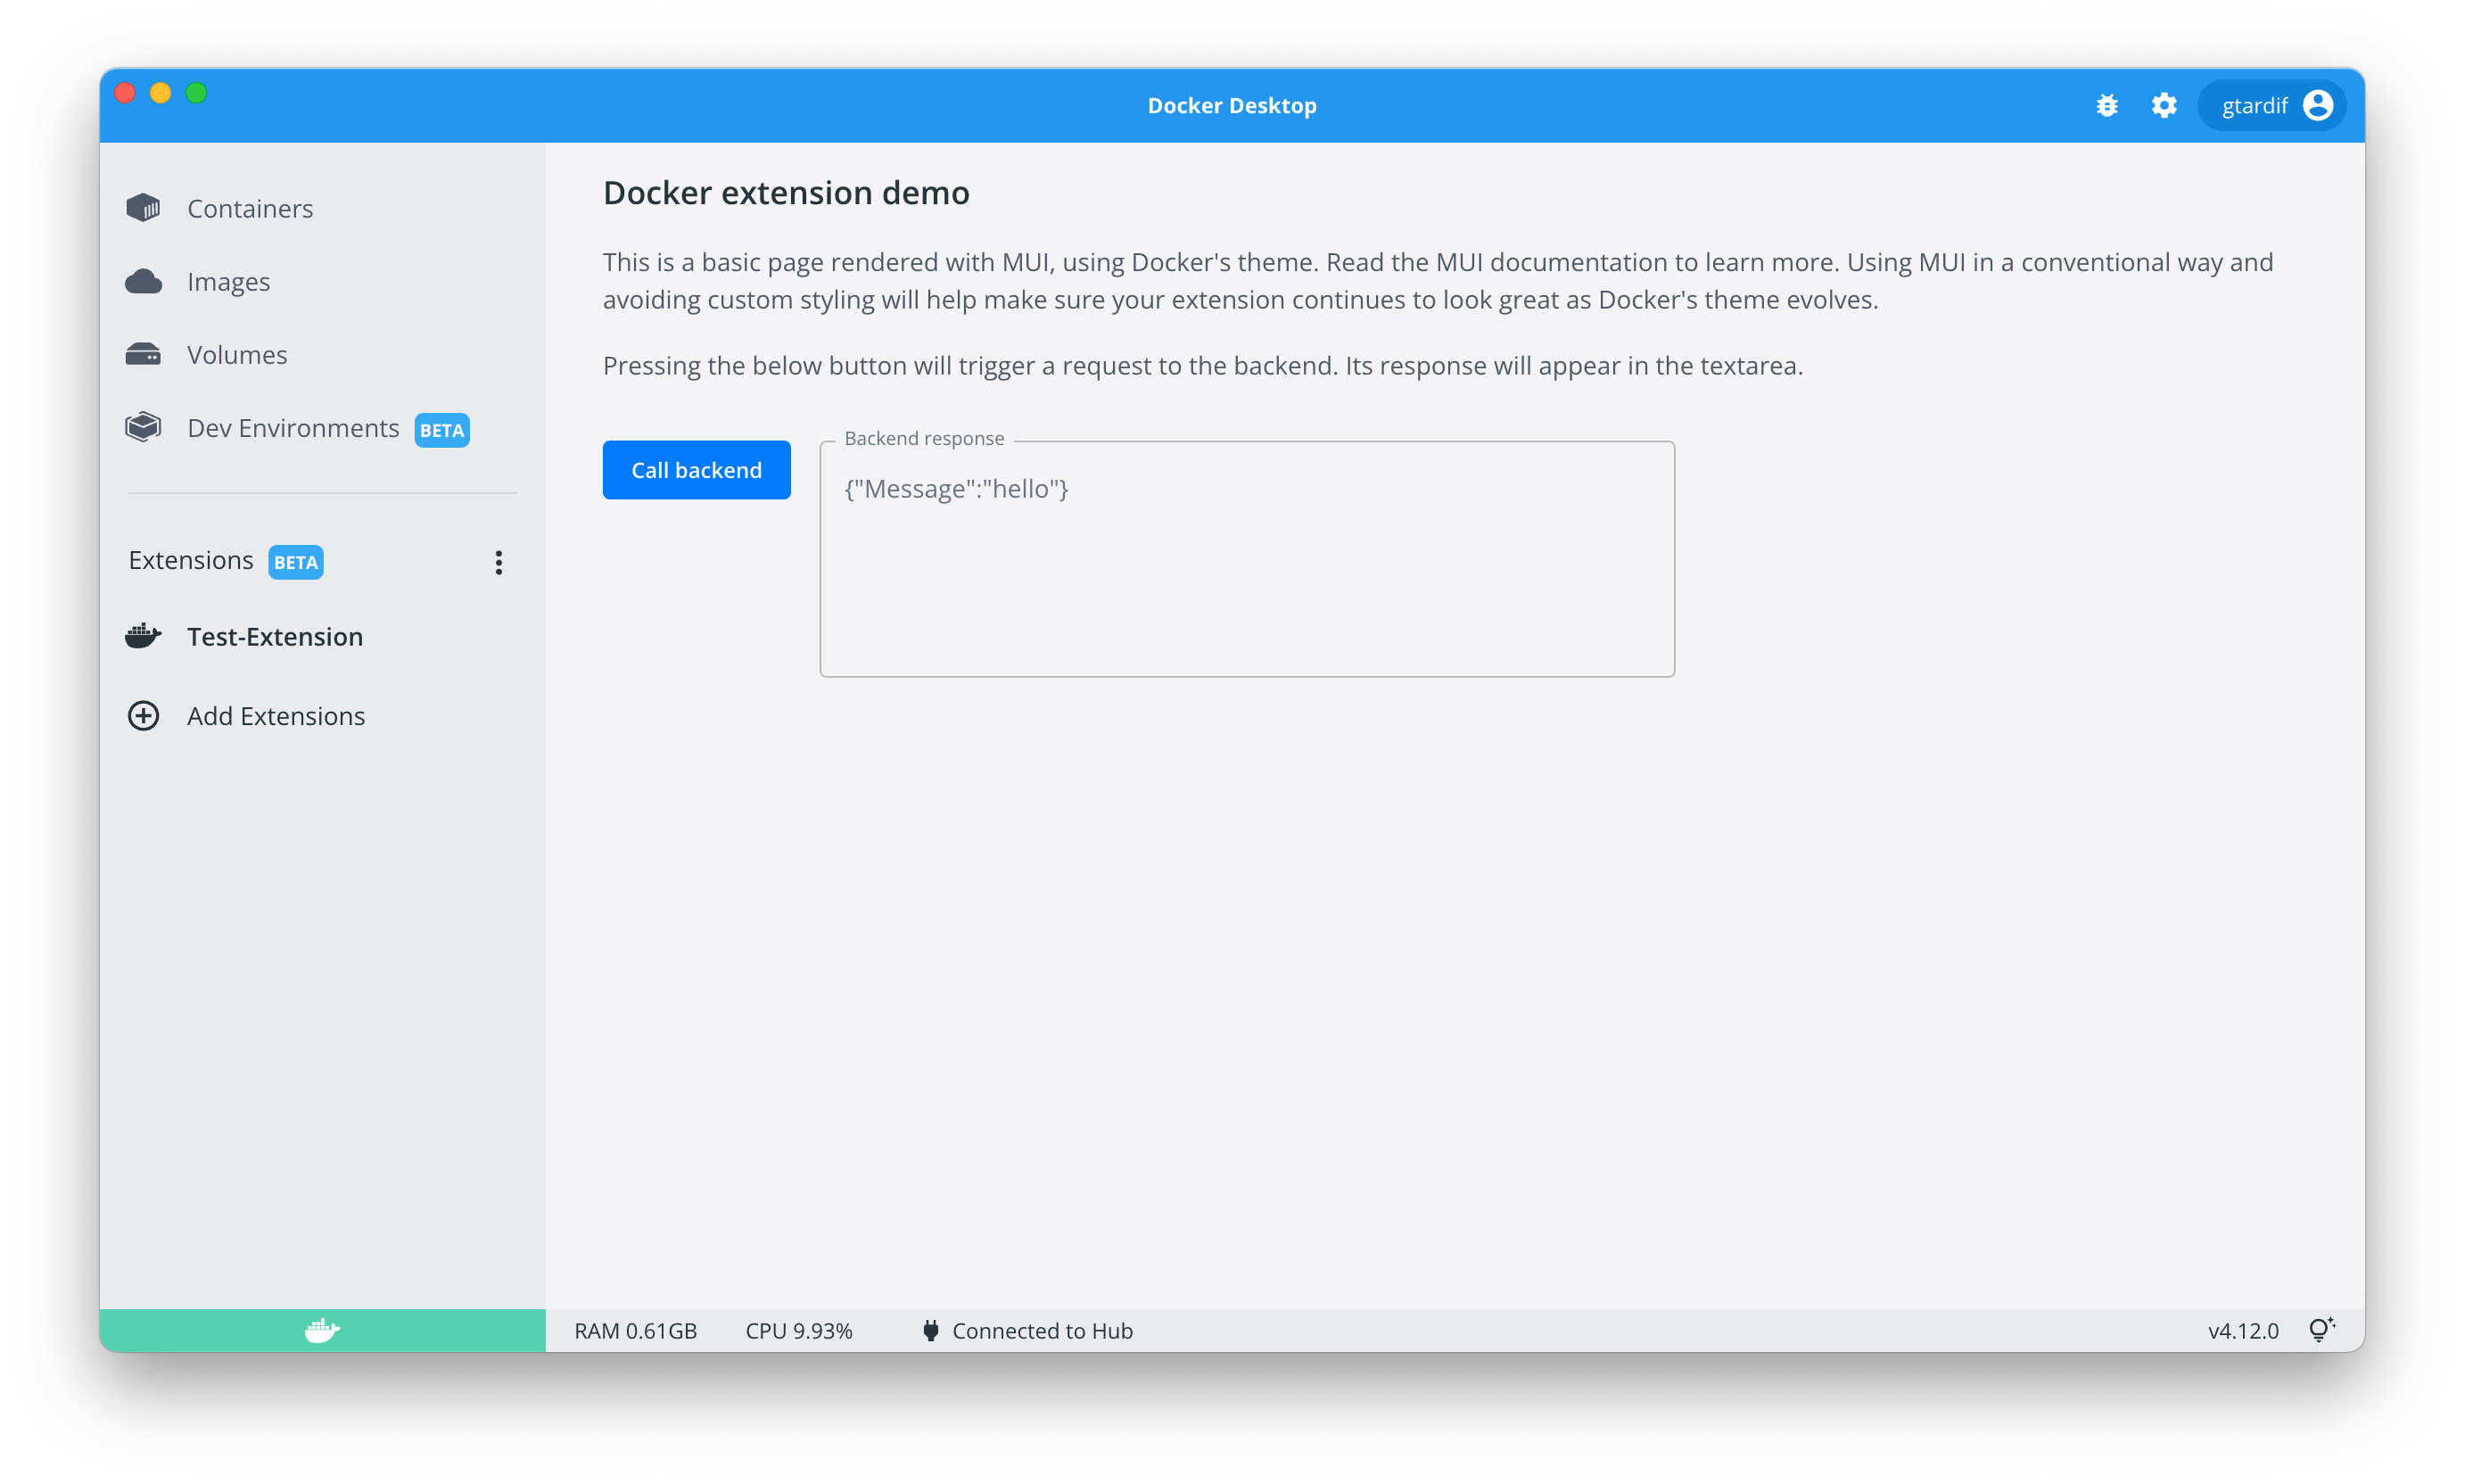 Docker Desktop
gtardif
Containers
Images
Volumes
Dev Environments BETA
Extensions BETA
Test-Extension
Add Extensions
Docker extension demo
This is a basic page rendered with MUI, using Docker's theme. Read the MUI documentation to learn more. Using MUI in a conventional way and
avoiding custom styling will help make sure your extension continues to look great as Docker's theme evolves.
Pressing the below button will trigger a request to the backend. Its response will appear in the textarea.
Call backend
Backend response
{"Message":"hello"}
RAM 0.61GB CPU 9.93% Connected to Hub v4.12.0